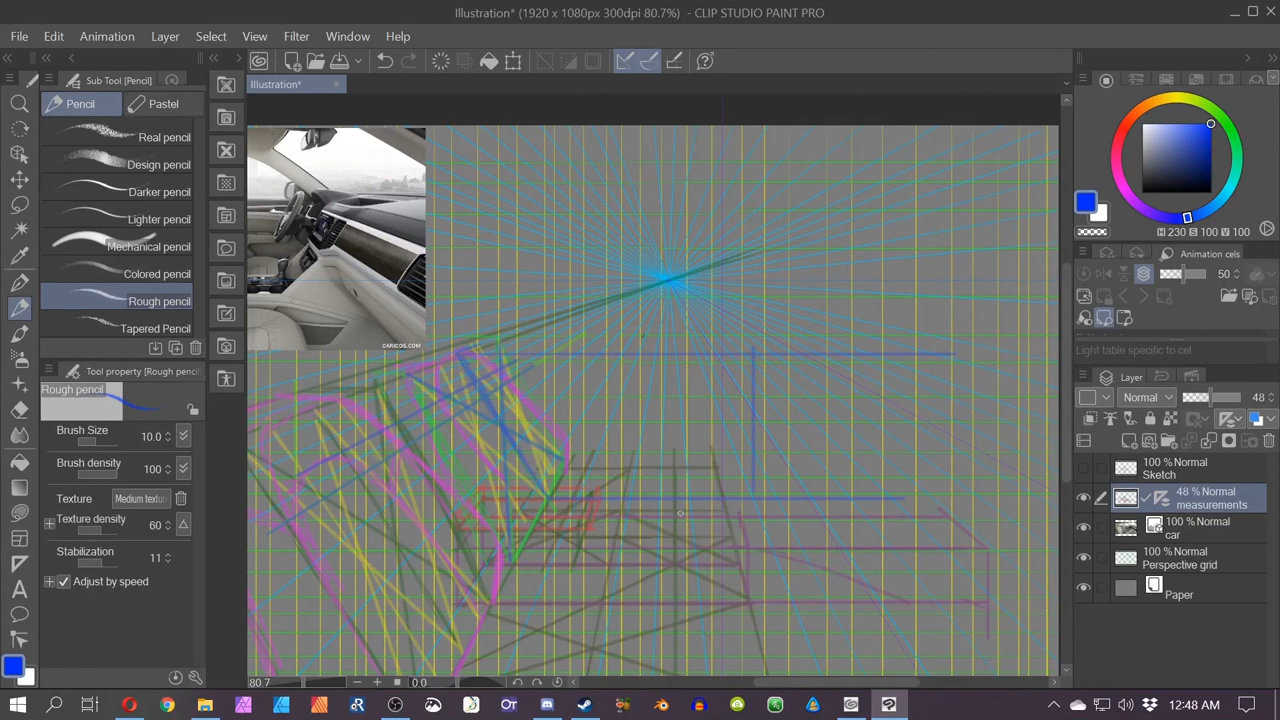 Illustration* (1920 x 1080px 300dpi 80.7%) - CLIP STUDIO PAINT PRO
File Edit Animation Layer Select View Filter Window Help
Sub Tool [Pencil]
Illustration*
Pencil Pastel
Real pencil
Design pencil
Darker pencil
Lighter pencil
Mechanical pencil
Colored pencil
Rough pencil
Tapered Pencil
Tool property [Rough pencil]
Rough pencil
Brush Size 10.0
Brush density 100
Texture Medium textur
Texture density 60
Stabilization 11
Adjust by speed
CARICOS.COM
80.7 0.0
H 230 S 100 V 100
Animation cels
50
Light table specific to
Layer
Normal 48
100 % Normal
Sketch
48 % Normal
measurements
100 % Normal
car
100 % Normal
Perspective grid
Paper
12:48 AM